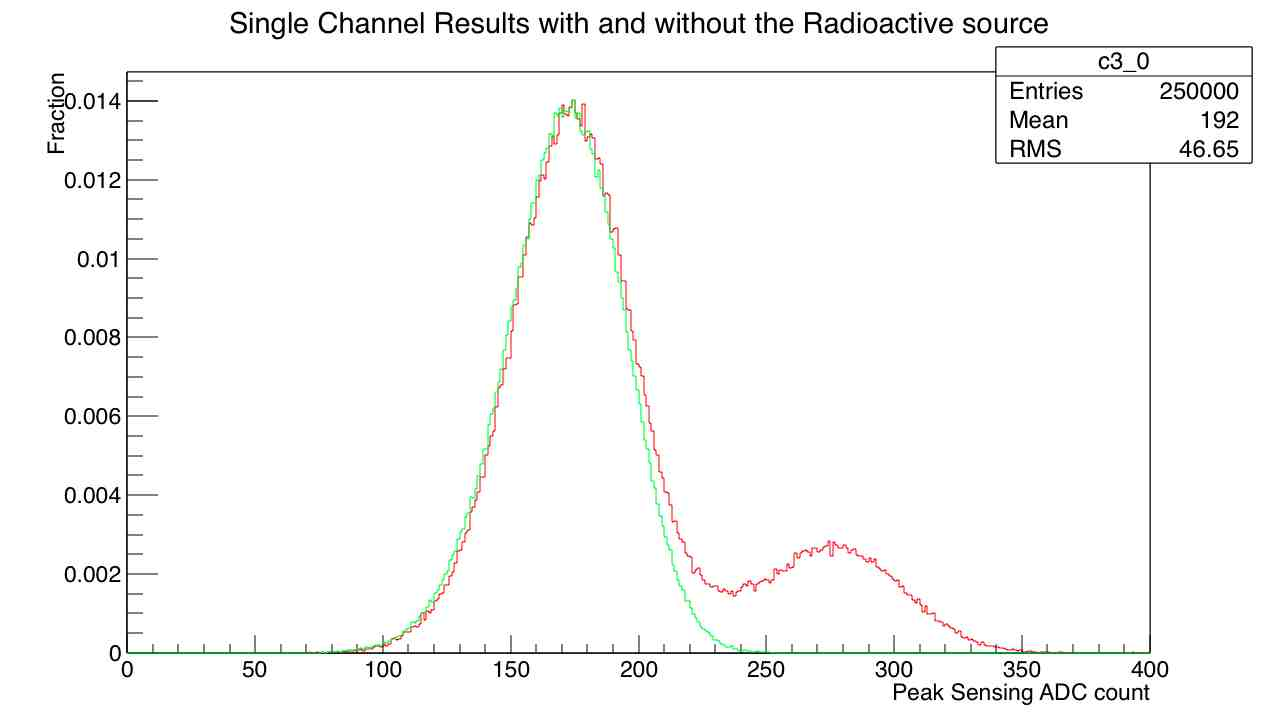 Single Channel Results with and without the Radioactive source
c3_0
Entries 250000
Mean 192
RMS 46.65
Fraction
0.014
0.012
0.01
0.008
0.006
0.004
0.002
0
0 50 100 150 200 250 300 350 400
Peak Sensing ADC count